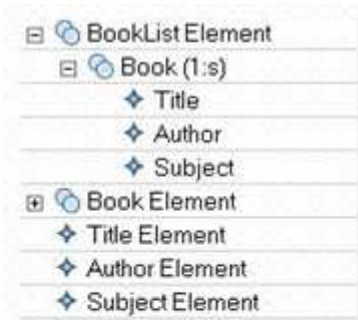 BookList Element
Book (1:s)
Title
Author
Subject
Book Element
Title Element
Author Element
Subject Element